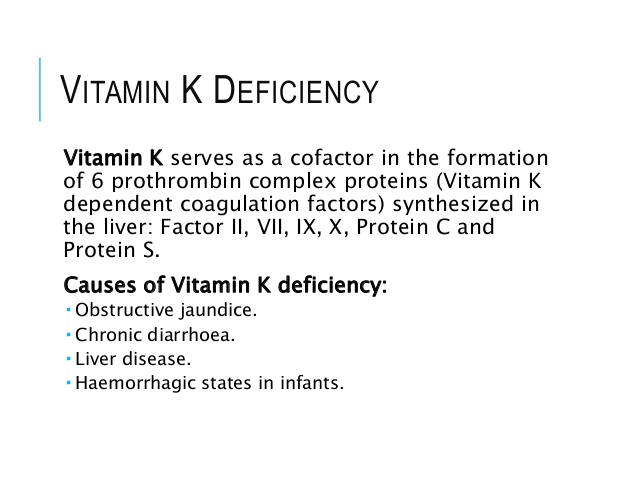 VITAMIN K DEFICIENCY
Vitamin K serves as a cofactor in the formation
of 6 prothrombin complex proteins (Vitamin K
dependent coagulation factors) synthesized in
the liver: Factor II, VII, IX, X, Protein C and
Protein S.
Causes of Vitamin K deficiency:
▪ Obstructive jaundice.
▪ Chronic diarrhoea.
▪ Liver disease.
▪ Haemorrhagic states in infants.